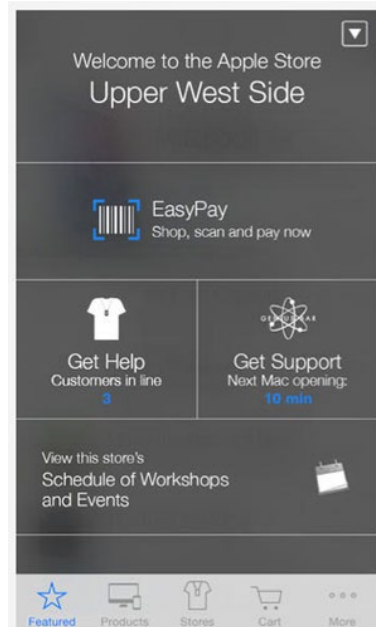 Welcome to the Apple Store
Upper West Side
EasyPay
Shop, scan and pay now
Get Help
Customers in line
3
GENIUS BAR
Get Support
Next Mac opening:
10 min
View this store's
Schedule of Workshops
and Events
Featured
Products
Stores
Cart
More